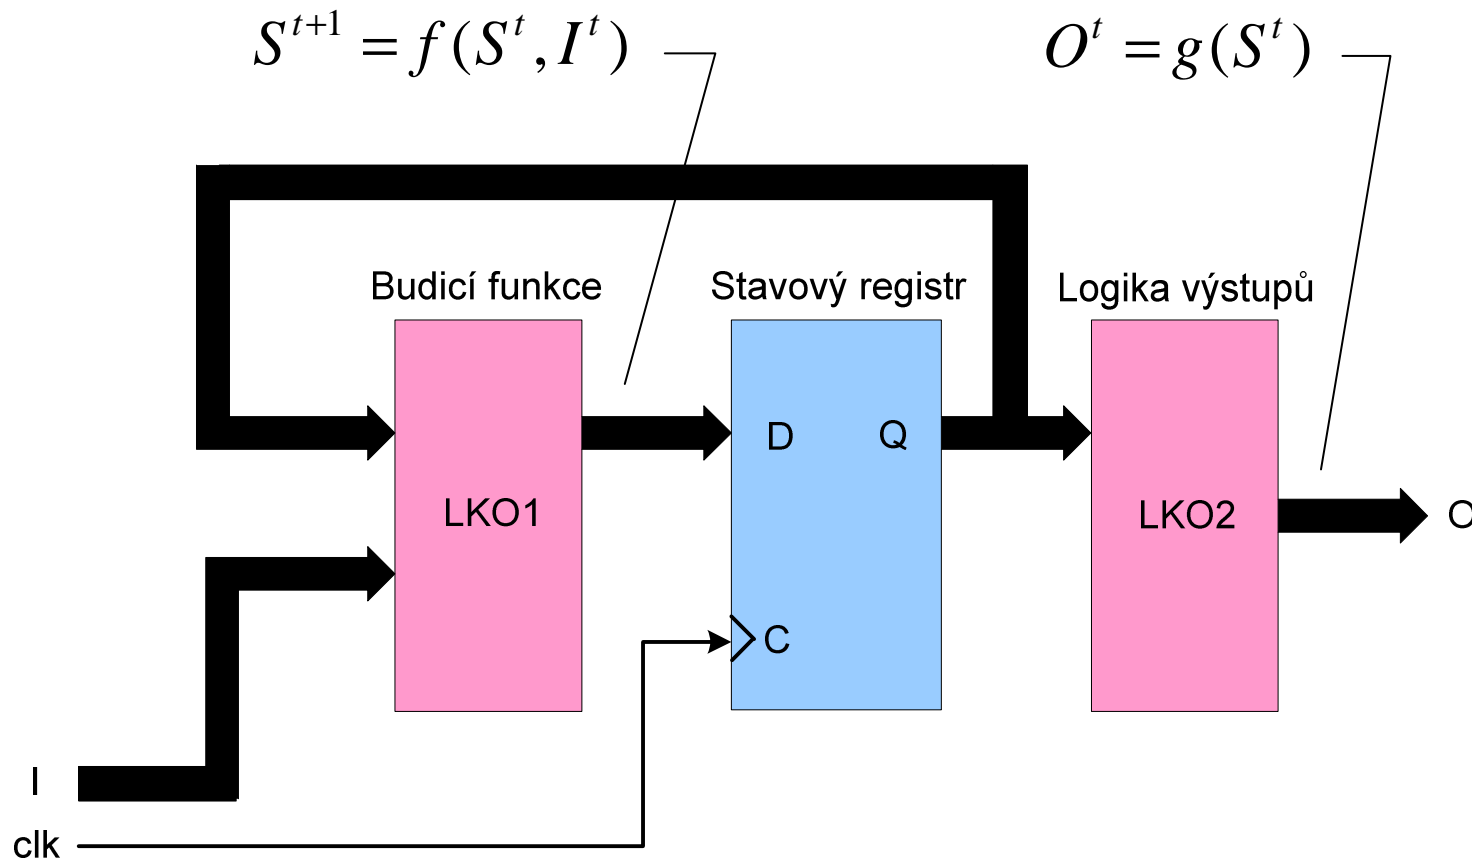 S^{t+1} = f(S^t, I^t)
O^t = g(S^t)
Budicí funkce
Stavový registr
Logika výstupů
D
Q
LKO1
LKO2
O
C
I
clk